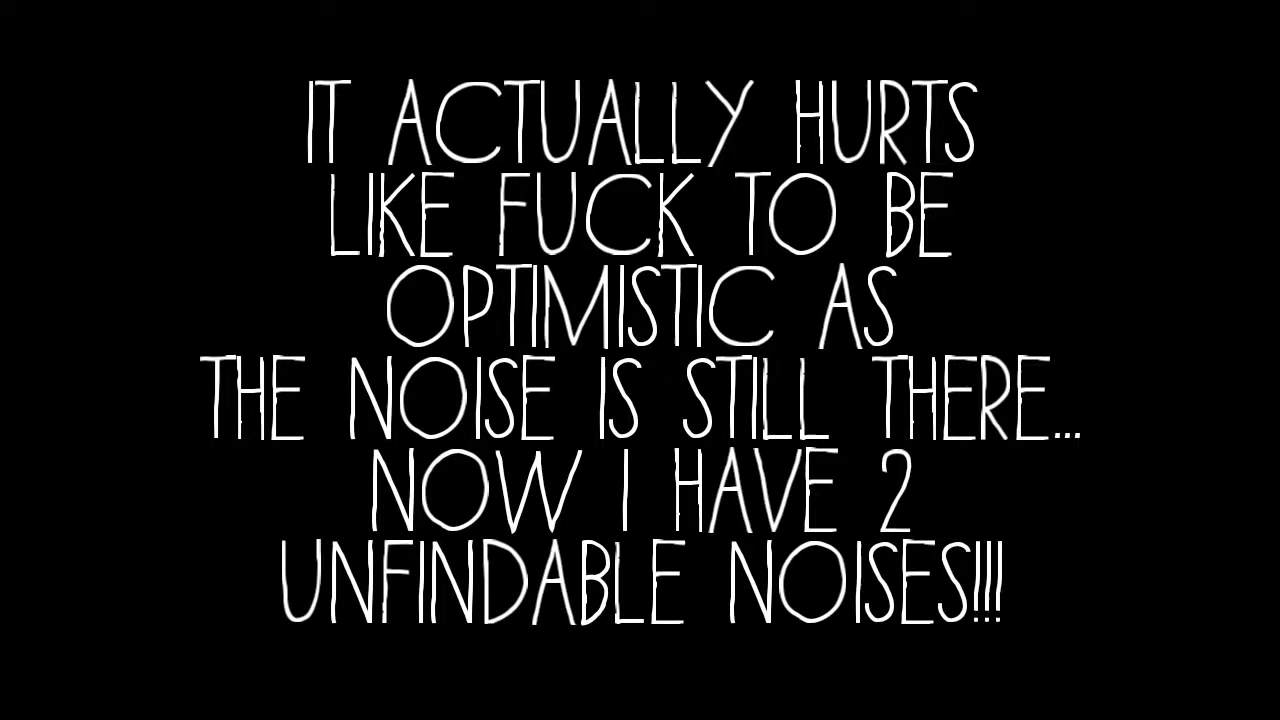 IT ACTUALLY HURTS
LIKE FUCK TO BE
OPTIMISTIC AS
THE NOISE IS STILL THERE...
NOW I HAVE 2
UNFINDABLE NOISES!!!